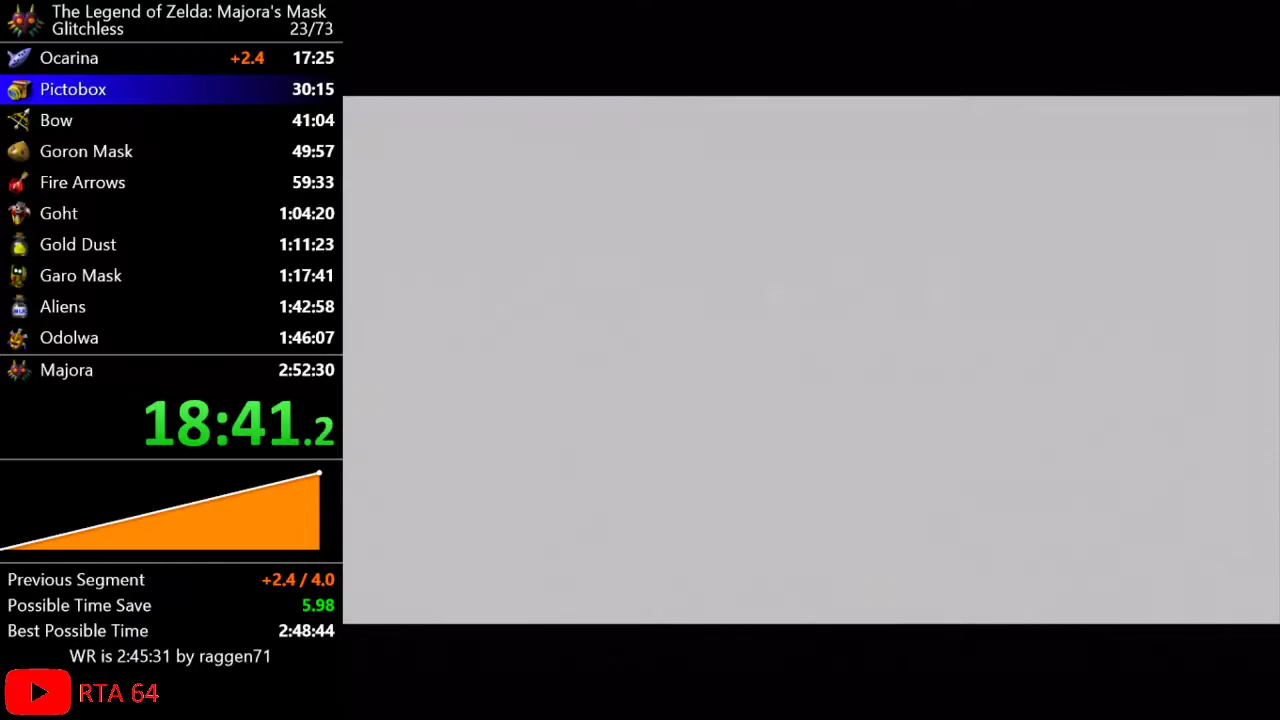 The Legend of Zelda: Majora's Mask
Glitchless 23/73
Ocarina +2.4 17:25
Pictobox 30:15
Bow 41:04
Goron Mask 49:57
Fire Arrows 59:33
Goht 1:04:20
Gold Dust 1:11:23
Garo Mask 1:17:41
Aliens 1:42:58
Odolwa 1:46:07
Majora 2:52:30
18:41.2
Previous Segment +2.4 / 4.0
Possible Time Save 5.98
Best Possible Time 2:48:44
WR is 2:45:31 by raggen71
RTA 64